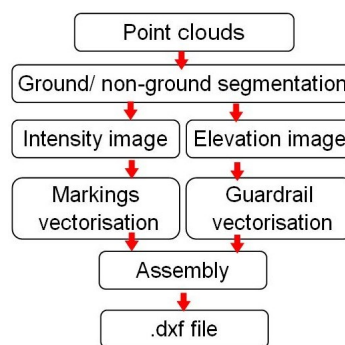 Point clouds
Ground/ non-ground segmentation
Intensity image
Elevation image
Markings
vectorisation
Guardrail
vectorisation
Assembly
.dxf file